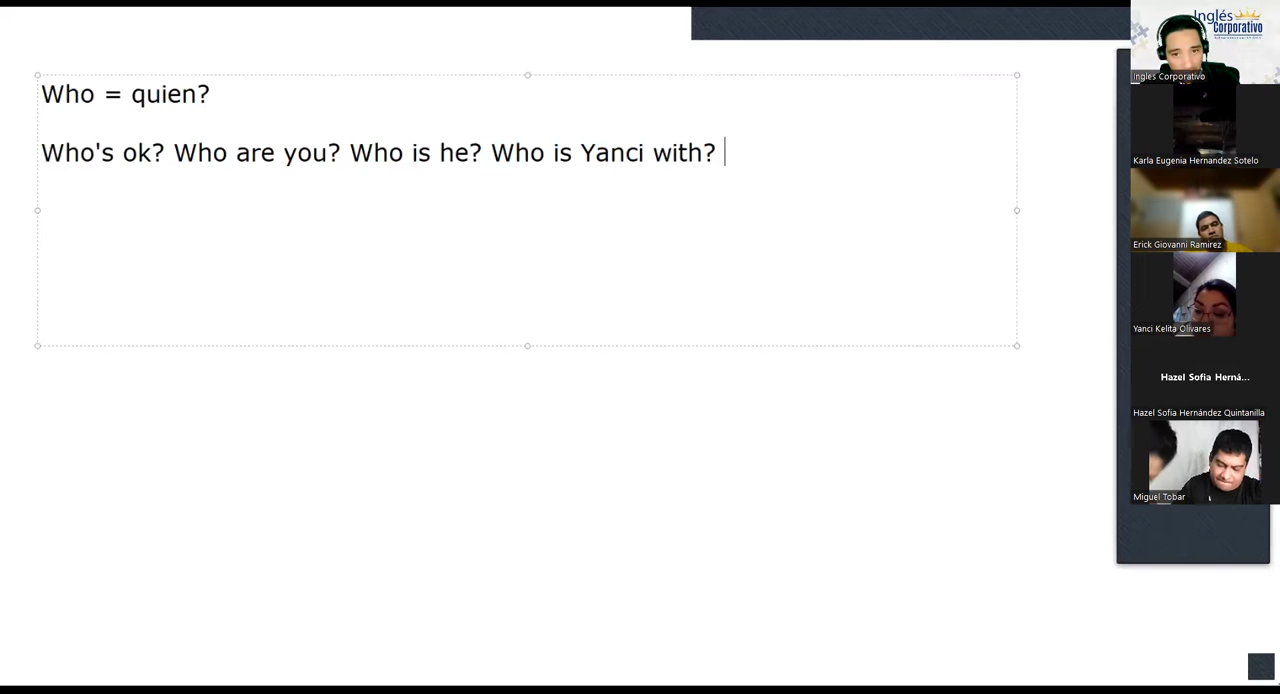 Who = quien?
Who's ok? Who are you? Who is he? Who is Yanci with?
Inglés
Corporativo
Ingles Corporativo
Karla Eugenia Hernandez Sotelo
Erick Giovanni Ramirez
Yanci Kelita Olivares
Hazel Sofia Herná...
Hazel Sofia Hernández Quintanilla
Miguel Tobar